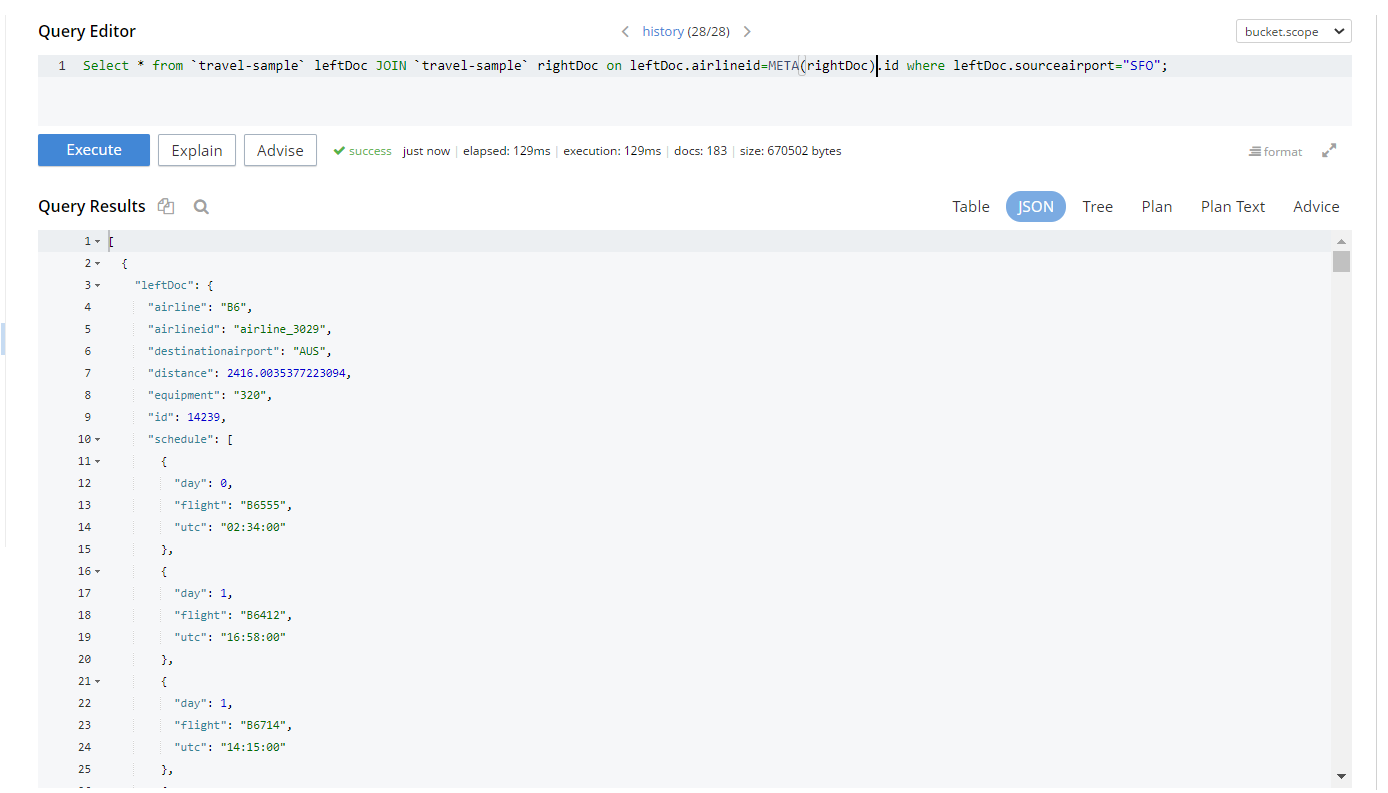 Query Editor
history (28/28)
bucket.scope
1 Select * from `travel-sample` leftDoc JOIN `travel-sample` rightDoc on leftDoc.airlineid=META(rightDoc).id where leftDoc.sourceairport="SFO";
Execute Explain Advise success just now elapsed: 129ms execution: 129ms docs: 183 size: 670502 bytes format
Query Results Table JSON Tree Plan Plan Text Advice
1 [
2 {
3 "leftDoc": {
4 "airline": "B6",
5 "airlineid": "airline_3029",
6 "destinationairport": "AUS",
7 "distance": 2416.0035377223094,
8 "equipment": "320",
9 "id": 14239,
10 "schedule": [
11 {
12 "day": 0,
13 "flight": "B6555",
14 "utc": "02:34:00"
15 },
16 {
17 "day": 1,
18 "flight": "B6412",
19 "utc": "16:58:00"
20 },
21 {
22 "day": 1,
23 "flight": "B6714",
24 "utc": "14:15:00"
25 },